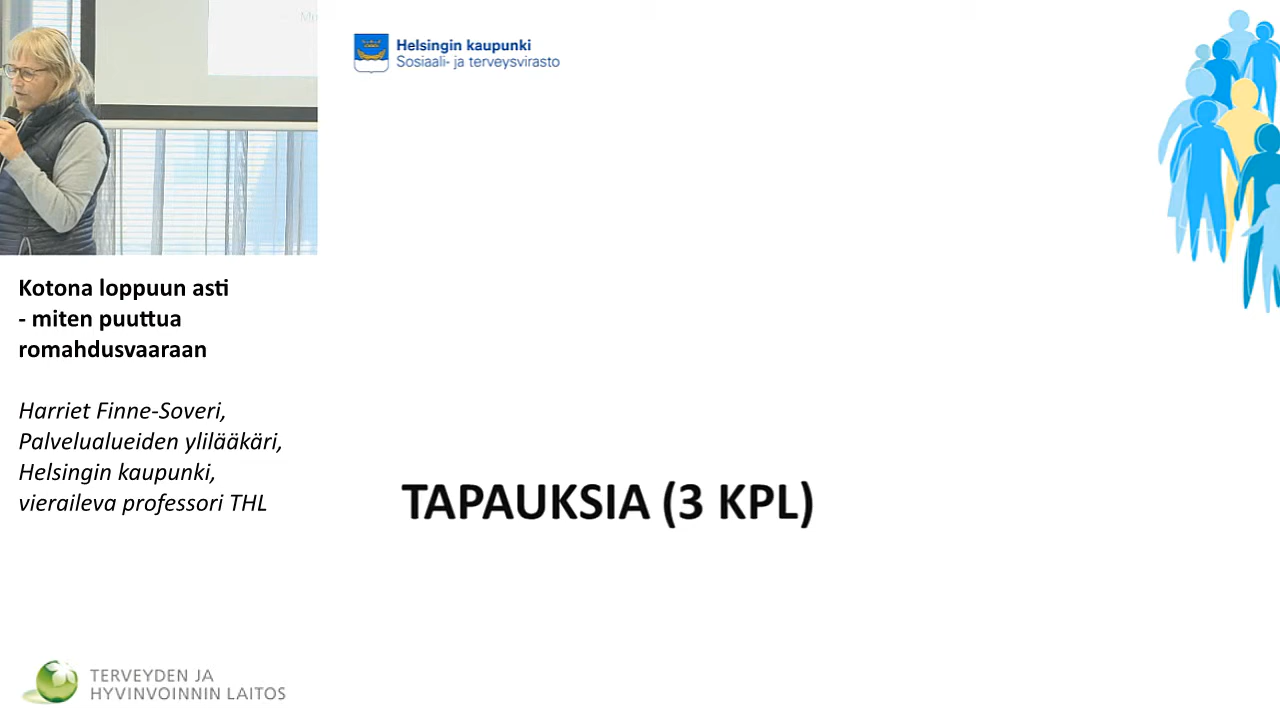 Helsingin kaupunki
Sosiaali- ja terveysvirasto
Kotona loppuun asti
- miten puuttua
romahdusvaaraan
Harriet Finne-Soveri,
Palvelualueiden ylilääkäri,
Helsingin kaupunki,
vieraileva professori THL
TAPAUKSIA (3 KPL)
TERVEYDEN JA
HYVINVOINNIN LAITOS